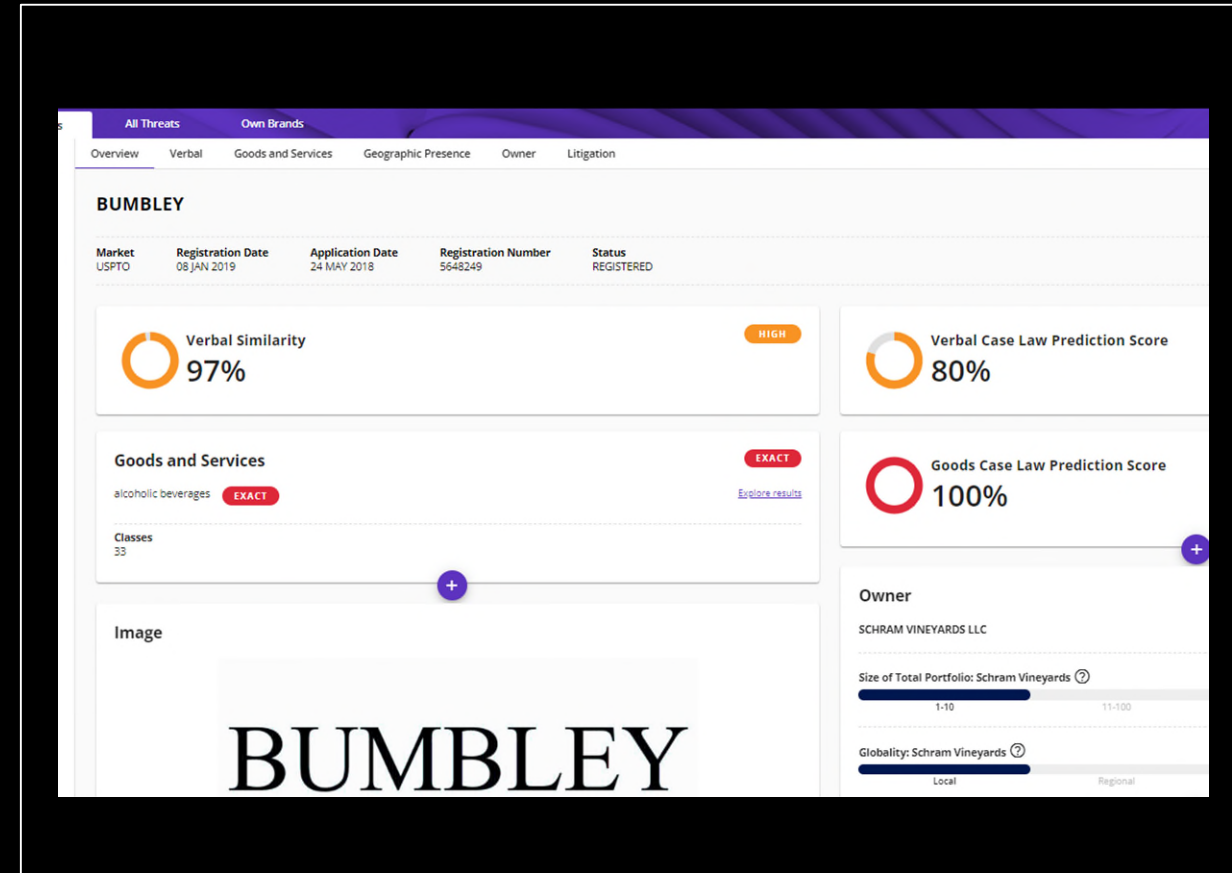 s All Threats Own Brands
Overview Verbal Goods and Services Geographic Presence Owner Litigation
BUMBLEY
Market Registration Date Application Date Registration Number Status
USPTO 08 JAN 2019 24 MAY 2018 5648249 REGISTERED
Verbal Similarity
97%
HIGH
Verbal Case Law Prediction Score
80%
Goods and Services
EXACT
alcoholic beverages EXACT
Explore results
Classes
33
Goods Case Law Prediction Score
100%
Image
BUMBLEY
Owner
SCHRAM VINEYARDS LLC
Size of Total Portfolio: Schram Vineyards
1-10 11-100
Globality: Schram Vineyards
Local Regional